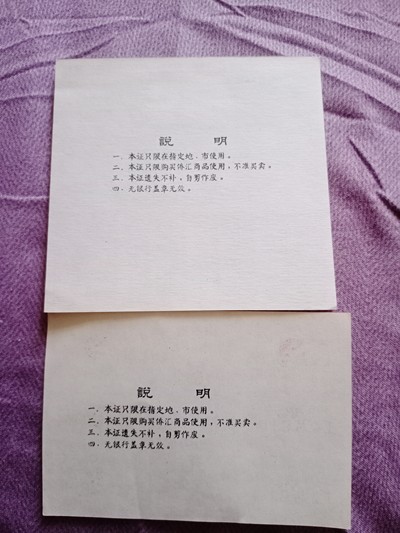 説 明
一．本证只限在指定地、市使用。
二．本证只限购买侨汇商品使用，不准买卖。
三．本证遗失不补，自剪作废。
四．无银行盖章无效。
説 明
一．本证只限在指定地、市使用。
二．本证只限购买侨汇商品使用，不准买卖。
三．本证遗失不补，自剪作废。
四．无银行盖章无效。